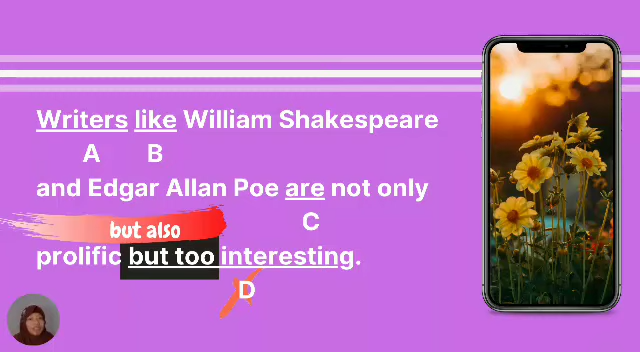 Writers like William Shakespeare
A B
and Edgar Allan Poe are not only
C
but also
prolific but too interesting.
D